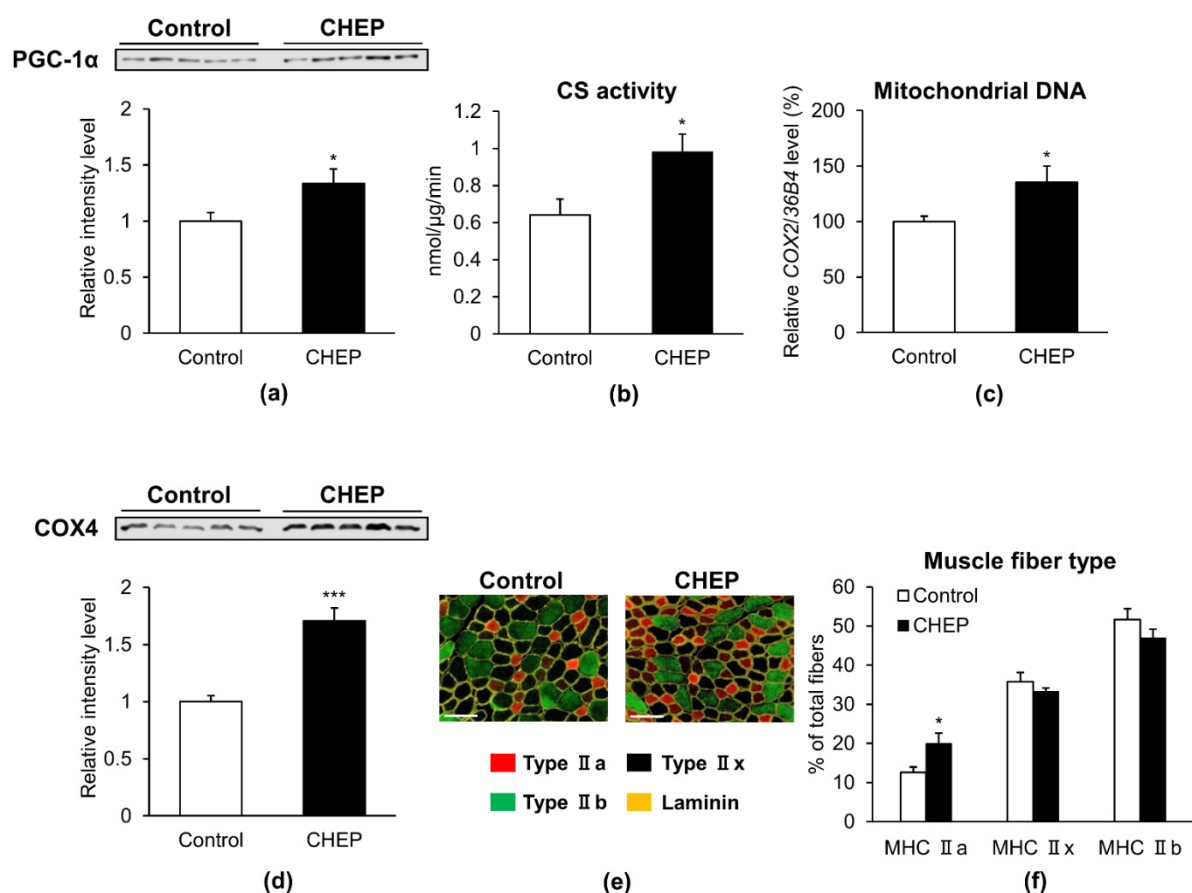 Control CHEP
PGC-1α
Relative intensity level
2
1.5
1
0.5
0
*
Control CHEP
(a)
CS activity
nmol/µg/min
1.2
1
0.8
0.6
0.4
0.2
0
*
Control CHEP
(b)
Mitochondrial DNA
Relative COX2/36B4 level (%)
200
150
100
50
0
*
Control CHEP
(c)
Control CHEP
COX4
Relative intensity level
2
1.5
1
0.5
0
***
Control CHEP
(d)
Control CHEP
Type Ⅱa Type Ⅱx
Type Ⅱb Laminin
(e)
Muscle fiber type
Control
CHEP
% of total fibers
60
50
40
30
20
10
0
*
MHC Ⅱa MHC Ⅱx MHC Ⅱb
(f)